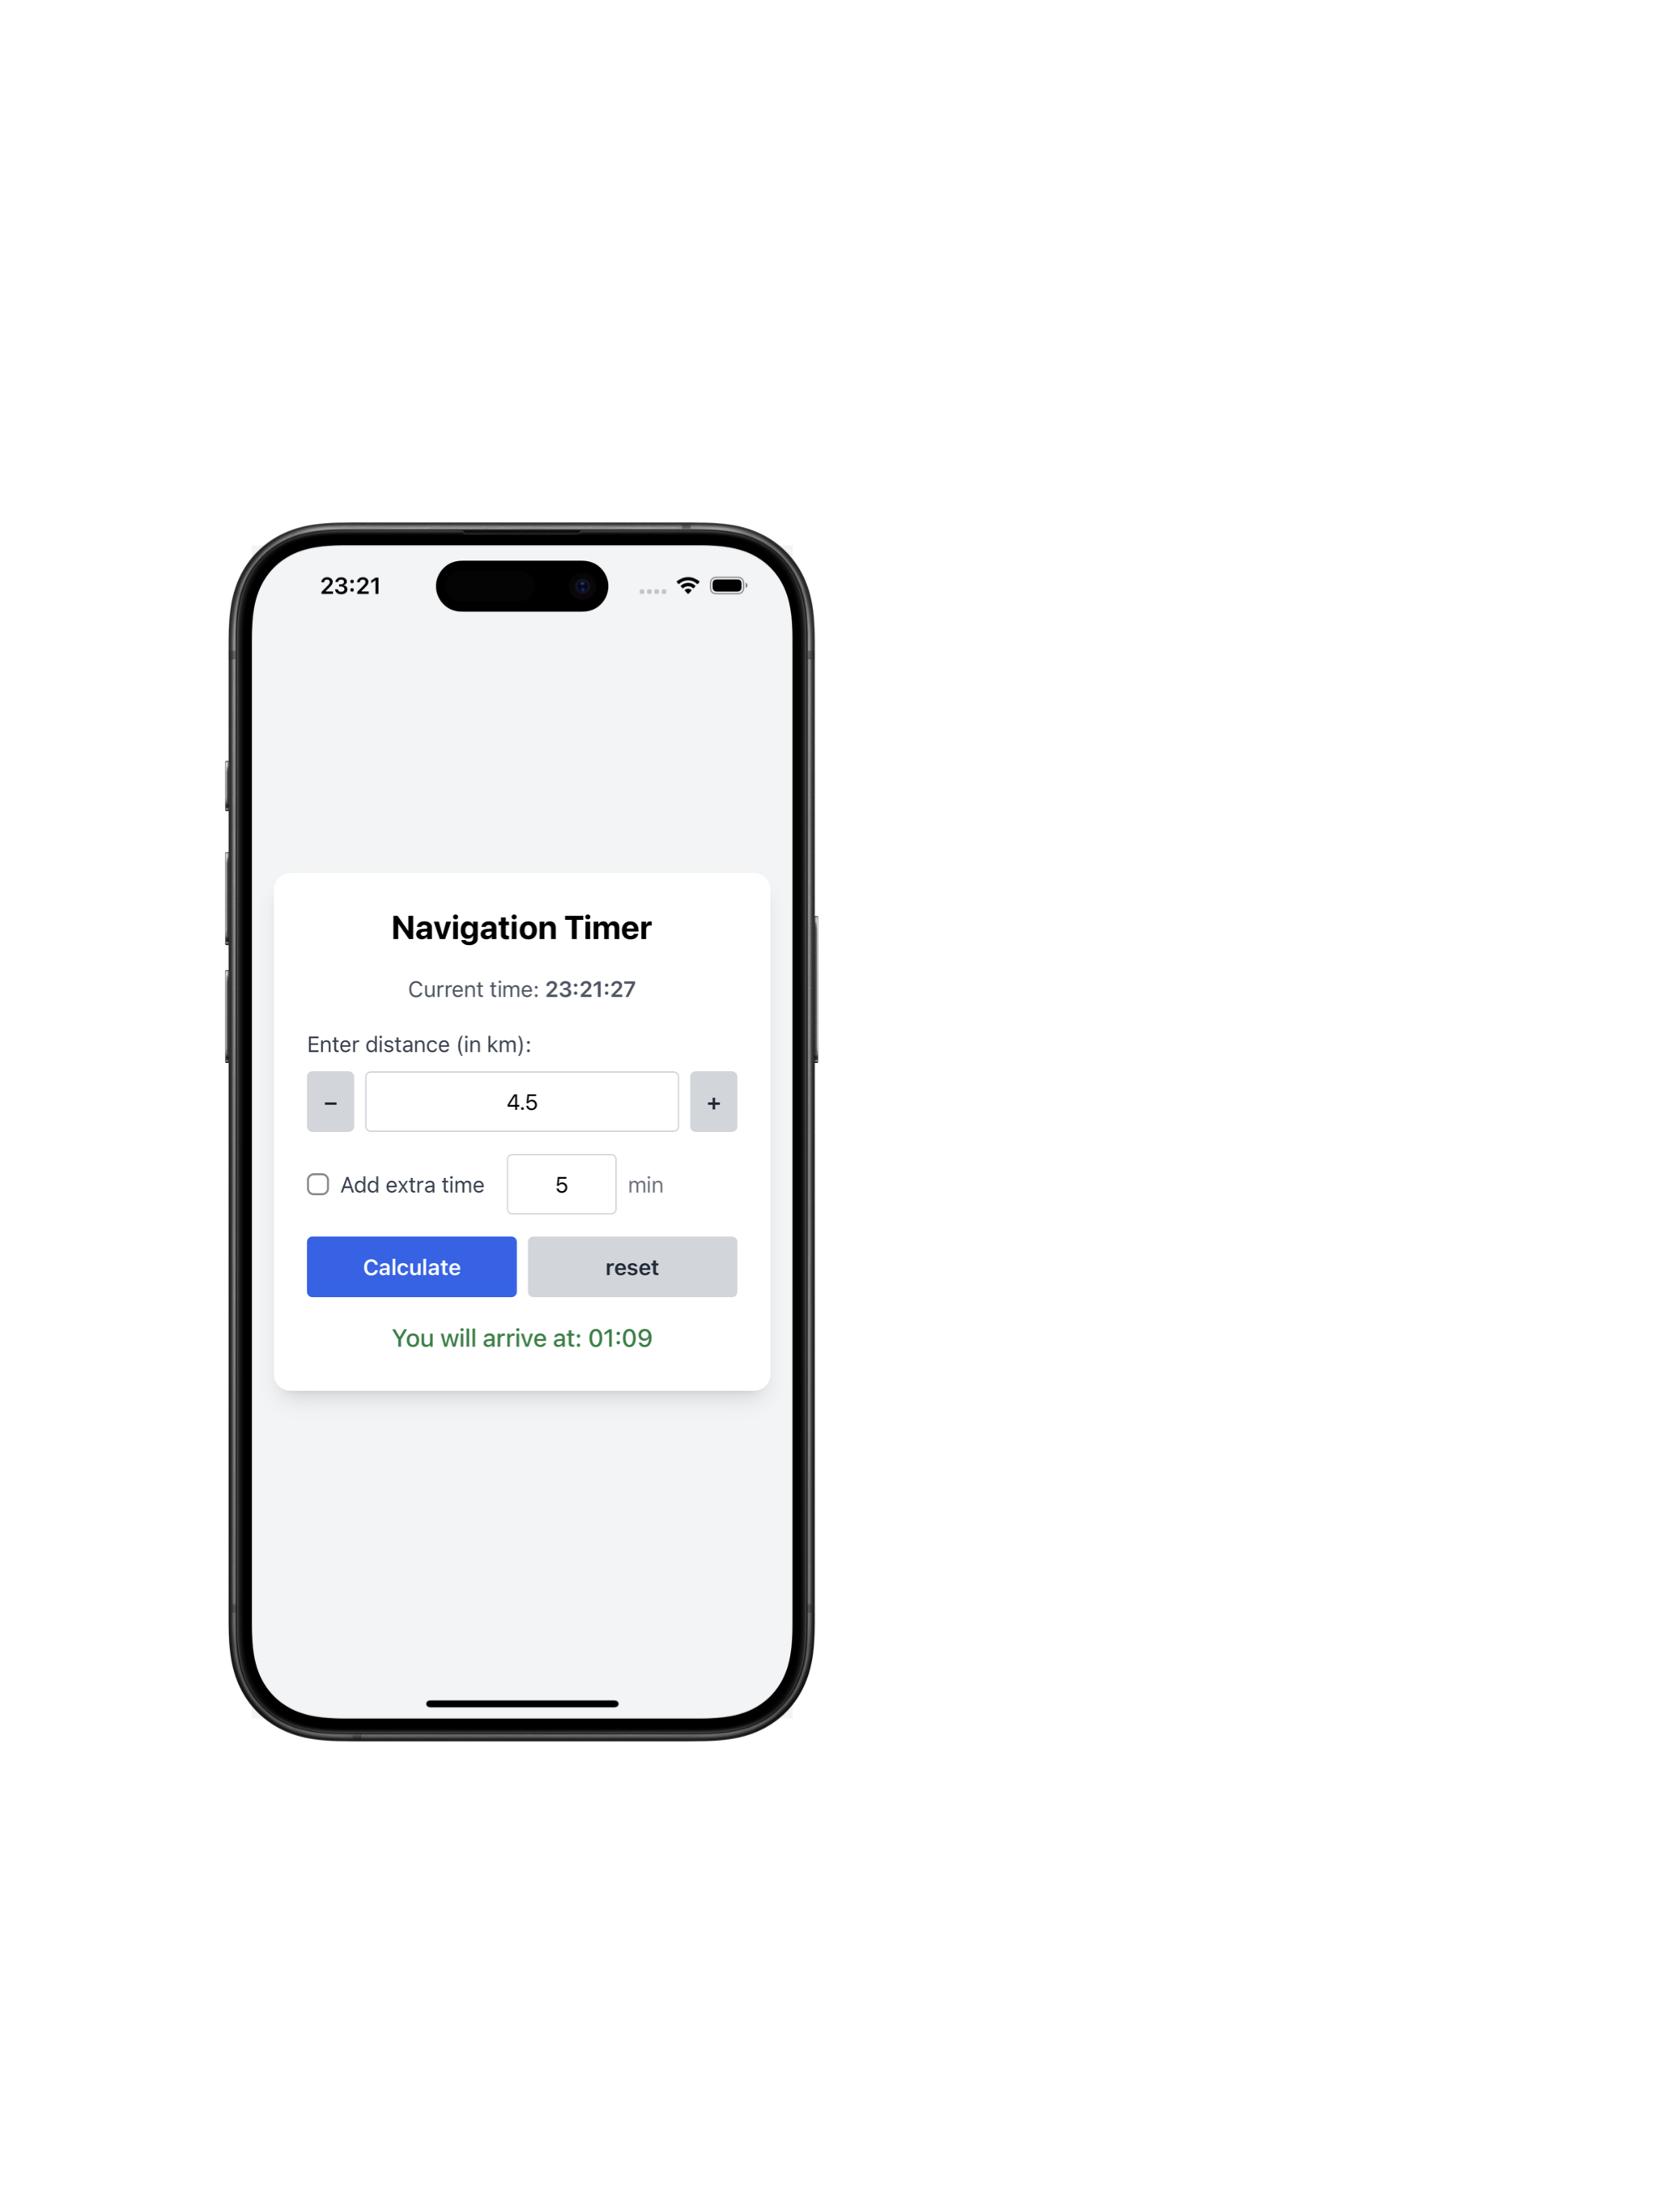 23:21
Navigation Timer
Current time: 23:21:27
Enter distance (in km):
− 4.5 +
Add extra time 5 min
Calculate reset
You will arrive at: 01:09